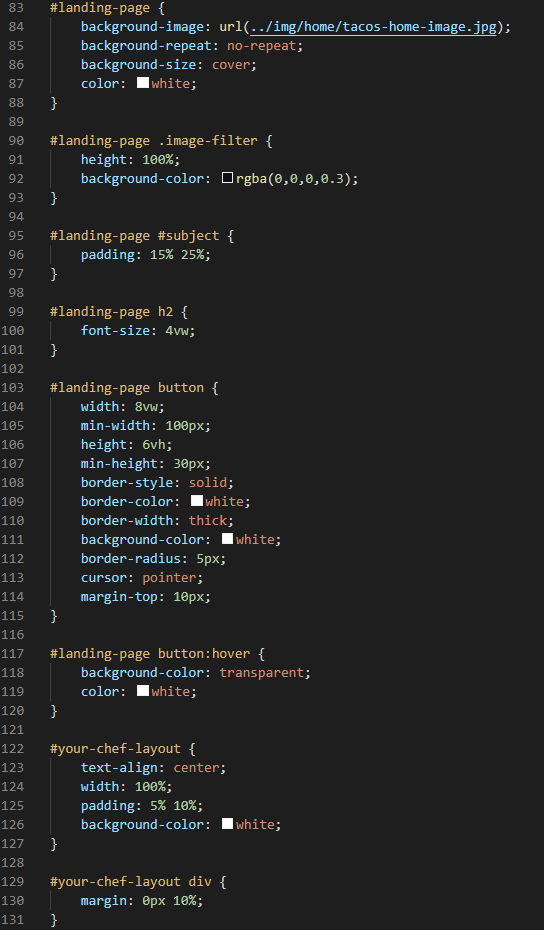 83 #landing-page {
84     background-image: url(../img/home/tacos-home-image.jpg);
85     background-repeat: no-repeat;
86     background-size: cover;
87     color: white;
88 }
89
90 #landing-page .image-filter {
91     height: 100%;
92     background-color: rgba(0,0,0,0.3);
93 }
94
95 #landing-page #subject {
96     padding: 15% 25%;
97 }
98
99 #landing-page h2 {
100     font-size: 4vw;
101 }
102
103 #landing-page button {
104     width: 8vw;
105     min-width: 100px;
106     height: 6vh;
107     min-height: 30px;
108     border-style: solid;
109     border-color: white;
110     border-width: thick;
111     background-color: white;
112     border-radius: 5px;
113     cursor: pointer;
114     margin-top: 10px;
115 }
116
117 #landing-page button:hover {
118     background-color: transparent;
119     color: white;
120 }
121
122 #your-chef-layout {
123     text-align: center;
124     width: 100%;
125     padding: 5% 10%;
126     background-color: white;
127 }
128
129 #your-chef-layout div {
130     margin: 0px 10%;
131 }